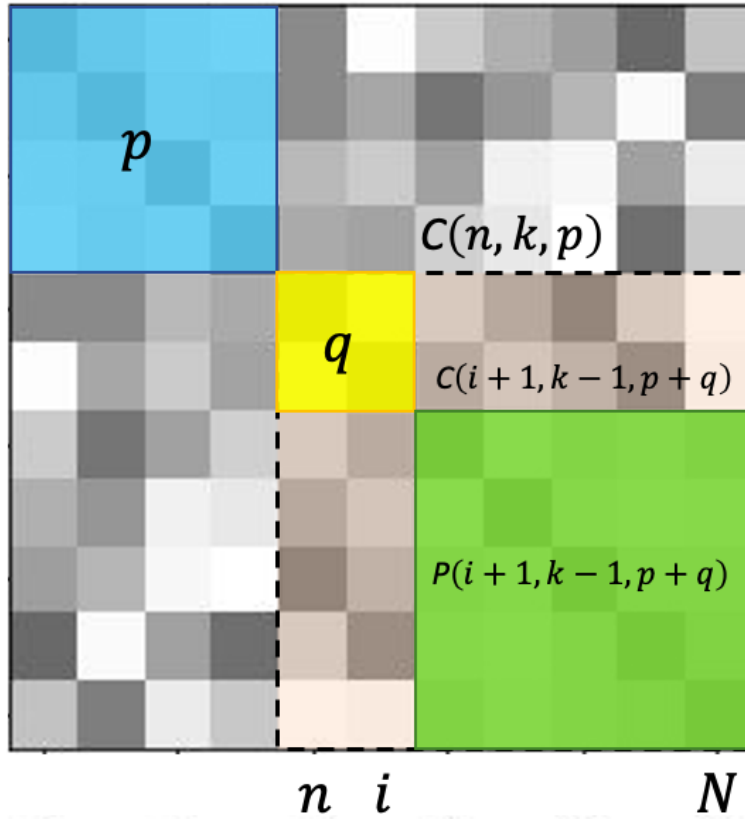 p
C(n, k, p)
q
C(i + 1, k − 1, p + q)
P(i + 1, k − 1, p + q)
n i N